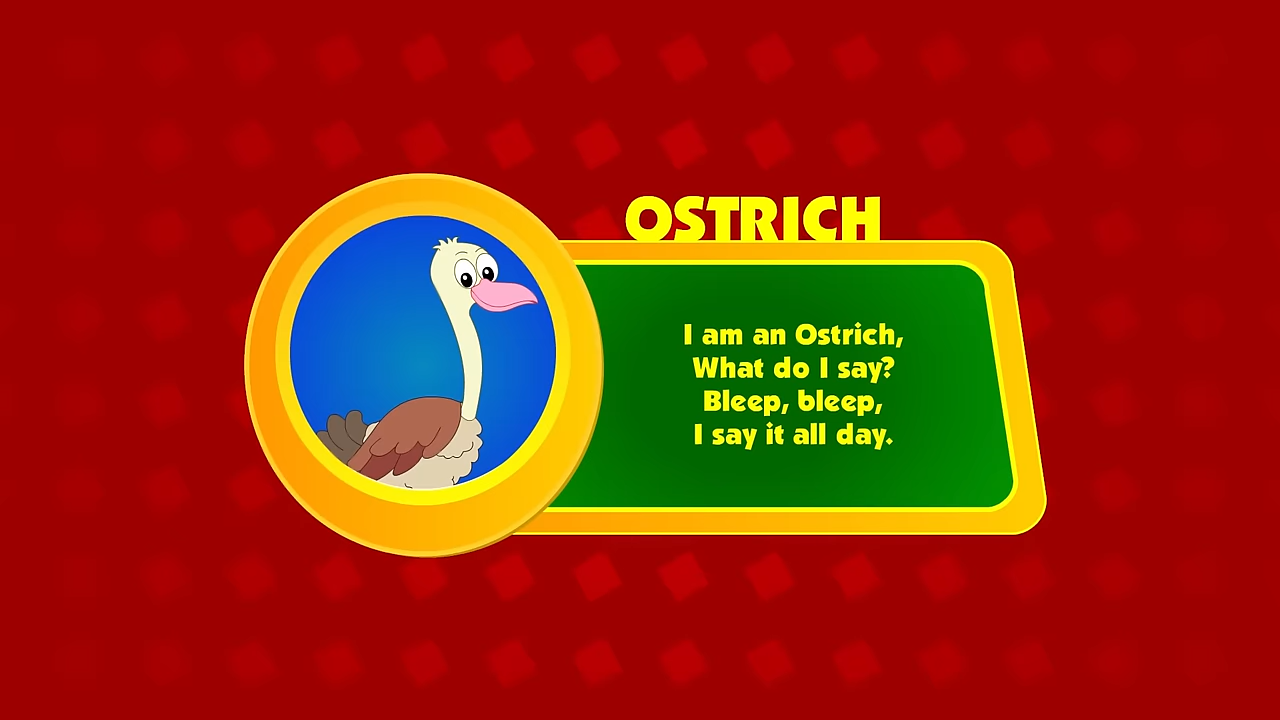 OSTRICH
I am an Ostrich,
What do I say?
Bleep, bleep,
I say it all day.